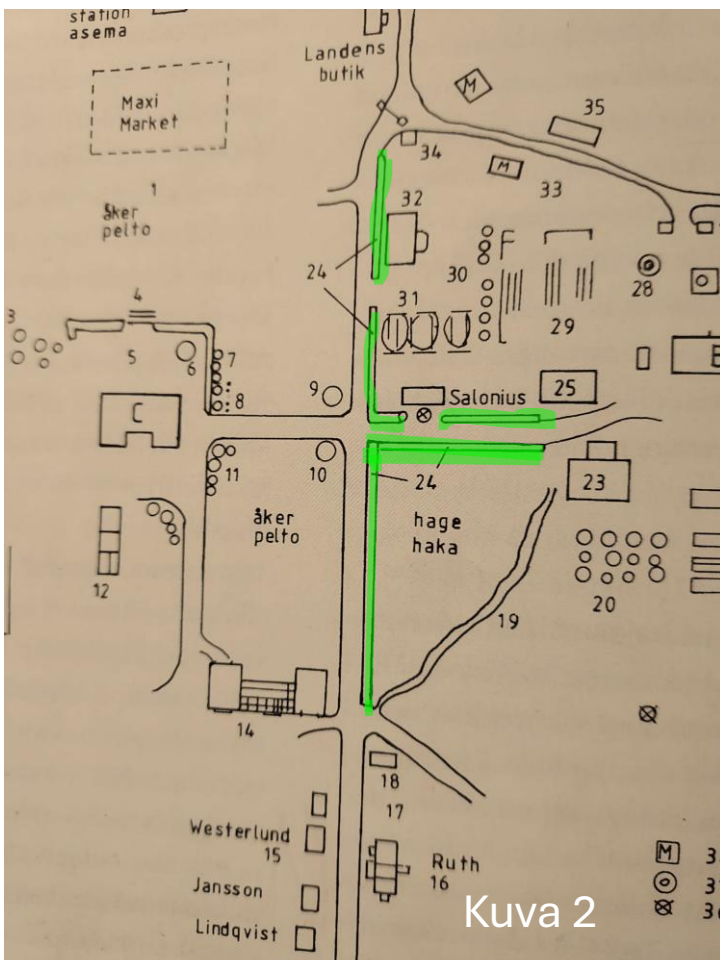 station
asema
Landens
butik
Maxi
Market
M
35
34
M
33
1
32
åker
pelto
24
30
28
4
31
29
3
5
6
7
8
9
Salonius
25
C
24
23
11
10
åker
pelto
hage
haka
12
19
20
14
18
17
Westerlund
15
Ruth
16
M
Jansson
Lindqvist
Kuva 2